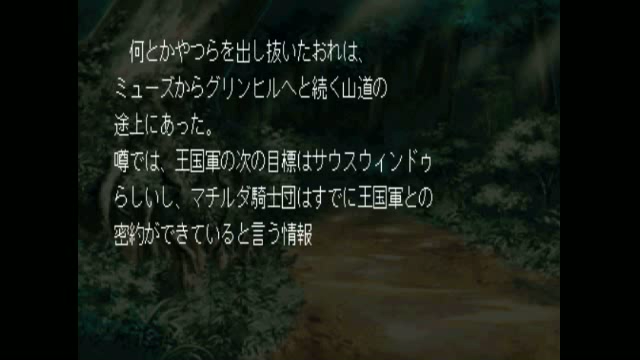 何とかやつらを出し抜いたおれは、
ミューズからグリンヒルへと続く山道の
途上にあった。
噂では、王国軍の次の目標はサウスウィンドゥ
らしいし、マチルダ騎士団はすでに王国軍との
密約ができていると言う情報